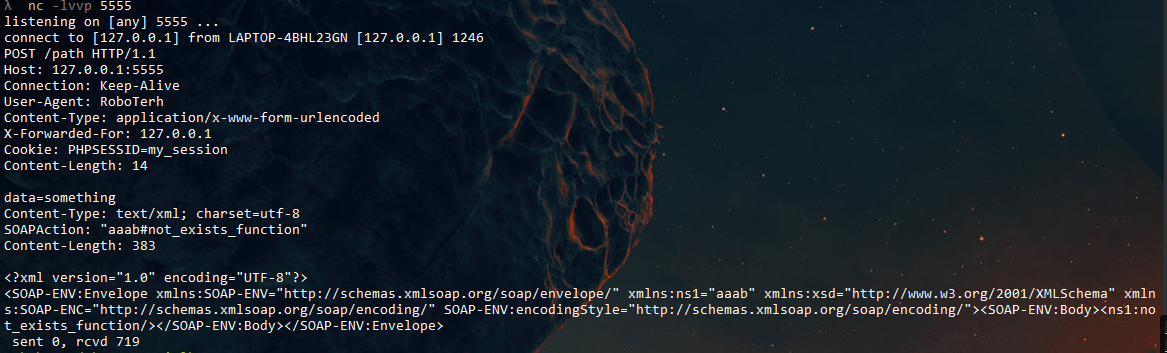 λ  nc -lvvp 5555
listening on [any] 5555 ...
connect to [127.0.0.1] from LAPTOP-4BHL23GN [127.0.0.1] 1246
POST /path HTTP/1.1
Host: 127.0.0.1:5555
Connection: Keep-Alive
User-Agent: RoboTerh
Content-Type: application/x-www-form-urlencoded
X-Forwarded-For: 127.0.0.1
Cookie: PHPSESSID=my_session
Content-Length: 14

data=something
Content-Type: text/xml; charset=utf-8
SOAPAction: "aaab#not_exists_function"
Content-Length: 383

<?xml version="1.0" encoding="UTF-8"?>
<SOAP-ENV:Envelope xmlns:SOAP-ENV="http://schemas.xmlsoap.org/soap/envelope/" xmlns:ns1="aaab" xmlns:xsd="http://www.w3.org/2001/XMLSchema" xmln
s:SOAP-ENC="http://schemas.xmlsoap.org/soap/encoding/" SOAP-ENV:encodingStyle="http://schemas.xmlsoap.org/soap/encoding/"><SOAP-ENV:Body><ns1:no
t_exists_function/></SOAP-ENV:Body></SOAP-ENV:Envelope>
 sent 0, rcvd 719